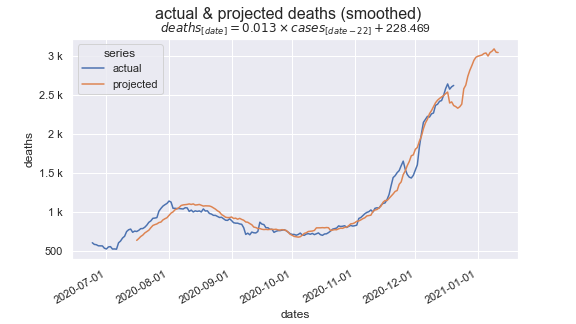 actual & projected deaths (smoothed)
deaths[date] = 0.013 × cases[date−22] + 228.469
series
actual
projected
3 k
2.5 k
2 k
1.5 k
1 k
500
deaths
2020-07-01
2020-08-01
2020-09-01
2020-10-01
2020-11-01
2020-12-01
2021-01-01
dates